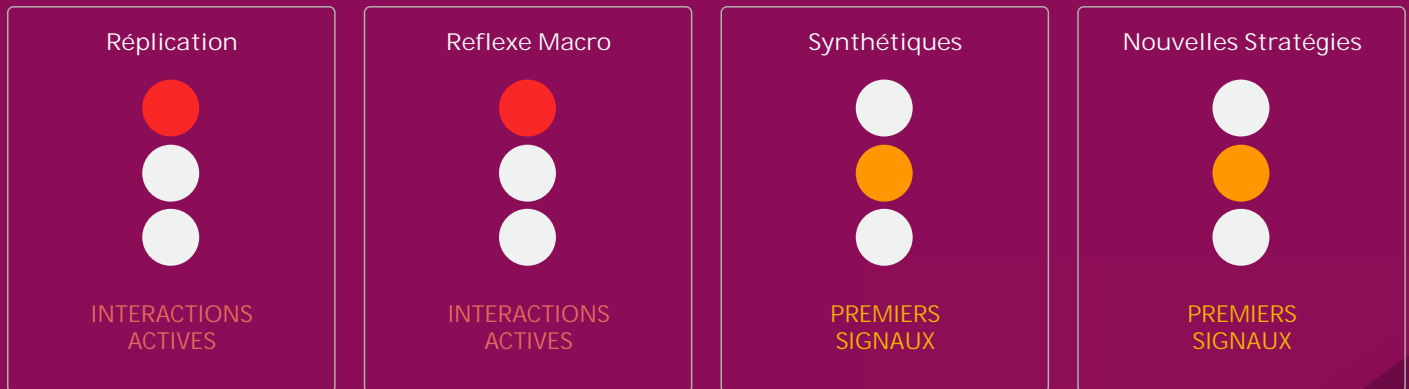 Réplication
INTERACTIONS
ACTIVES
Reflexe Macro
INTERACTIONS
ACTIVES
Synthétiques
PREMIERS
SIGNAUX
Nouvelles Stratégies
PREMIERS
SIGNAUX